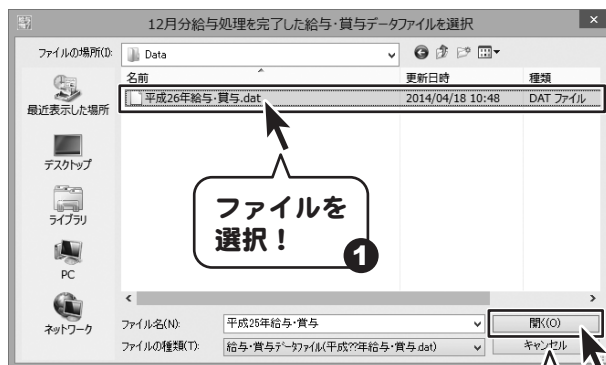 12月分給与処理を完了した給与・賞与データファイルを選択
ファイルの場所(I):
Data
名前
更新日時
種類
平成26年給与・賞与.dat
2014/04/18 10:48
DAT ファイル
最近表示した場所
デスクトップ
ライブラリ
PC
ネットワーク
ファイルを
選択!
1
ファイル名(N):
平成25年給与・賞与
開く(O)
ファイルの種類(T):
給与・賞与データファイル(平成??年給与・賞与.dat)
キャンセル